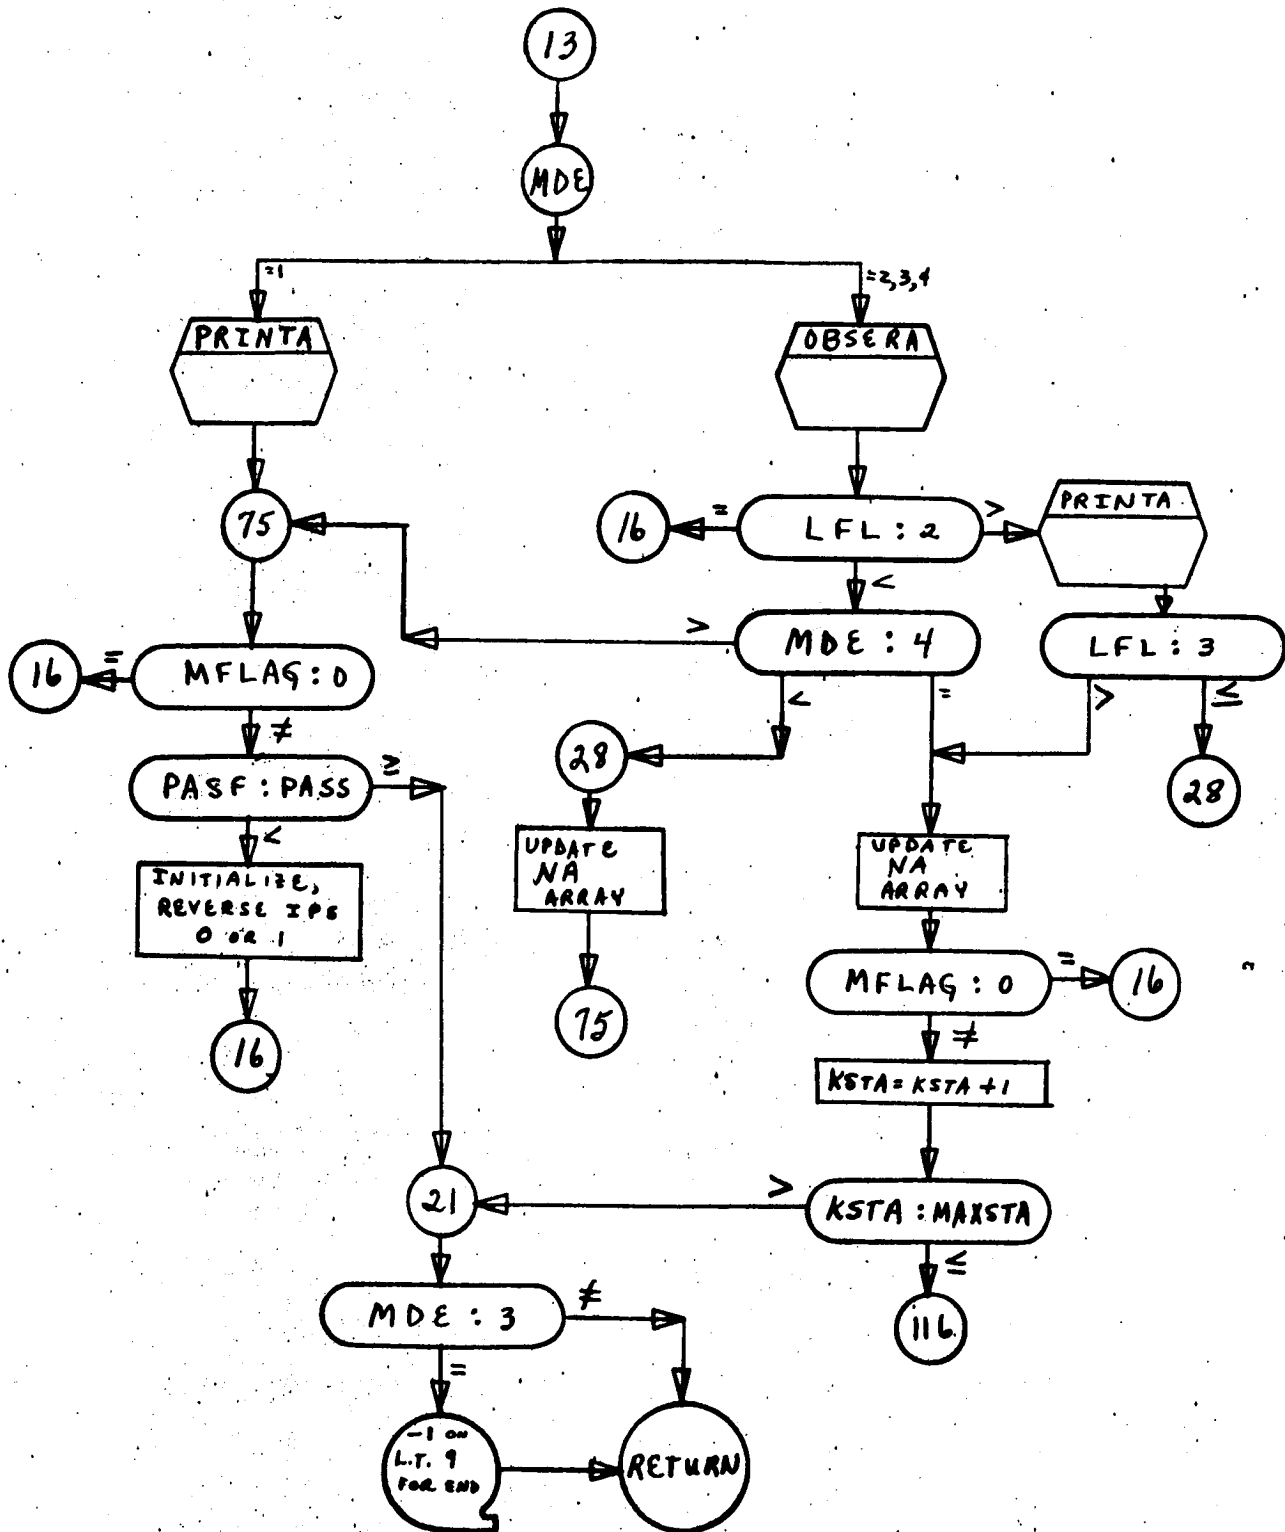 13
MDE
=1
=2,3,4
PRINTA
OBSERA
75
16
=
LFL : 2
>
PRINTA
<
16
=
MFLAG : 0
>
MDE : 4
LFL : 3
≠
<
=
>
≤
PASF : PASS
≥
28
28
<
INITIALIZE,
REVERSE IPS
0 OR 1
UPDATE
NA
ARRAY
UPDATE
NA
ARRAY
16
75
MFLAG : 0
=
16
≠
KSTA = KSTA +1
21
>
KSTA : MAXSTA
≤
MDE : 3
≠
116
=
-1 ON
L.T. 9
FOR END
RETURN